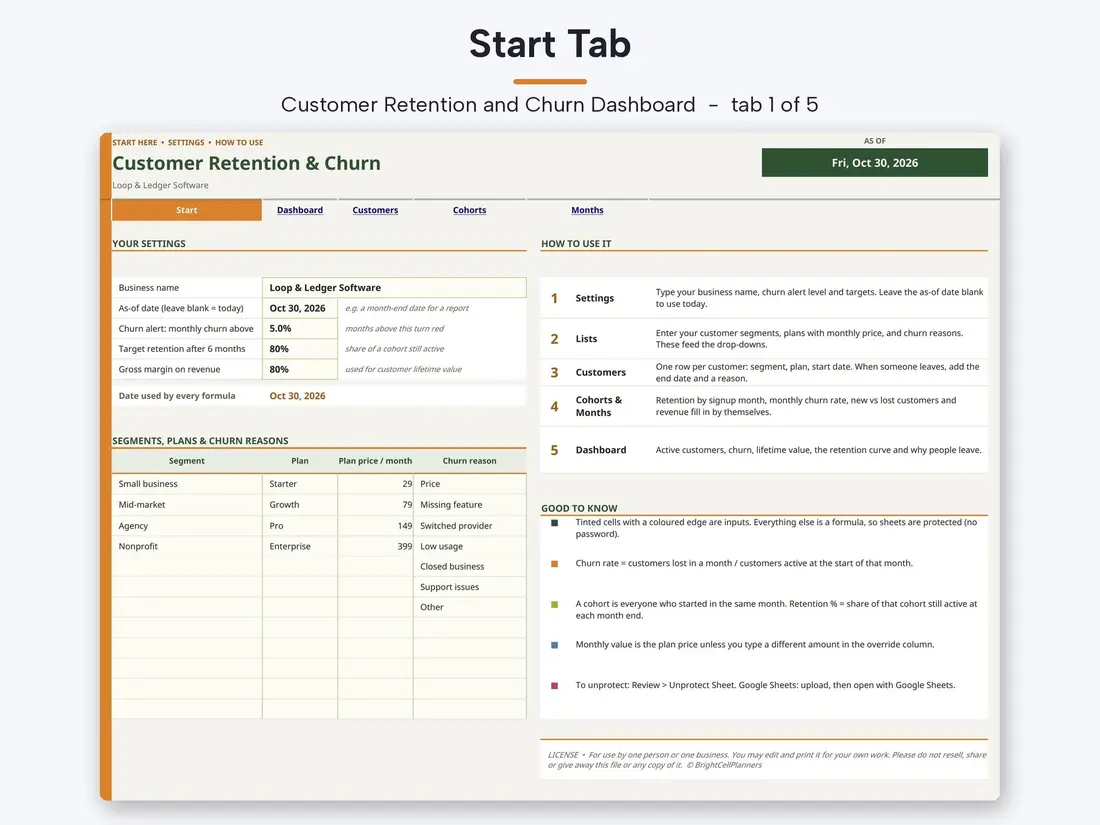 Start Tab
Customer Retention and Churn Dashboard - tab 1 of 5
START HERE • SETTINGS • HOW TO USE
AS OF
Customer Retention & Churn
Fri, Oct 30, 2026
Loop & Ledger Software
Start Dashboard Customers Cohorts Months
YOUR SETTINGS
Business name Loop & Ledger Software
As-of date (leave blank = today) Oct 30, 2026 e.g. a month-end date for a report
Churn alert: monthly churn above 5.0% months above this turn red
Target retention after 6 months 80% share of a cohort still active
Gross margin on revenue 80% used for customer lifetime value
Date used by every formula Oct 30, 2026
SEGMENTS, PLANS & CHURN REASONS
Segment Plan Plan price / month Churn reason
Small business Starter 29 Price
Mid-market Growth 79 Missing feature
Agency Pro 149 Switched provider
Nonprofit Enterprise 399 Low usage
Closed business
Support issues
Other
HOW TO USE IT
1 Settings Type your business name, churn alert level and targets. Leave the as-of date blank
to use today.
2 Lists Enter your customer segments, plans with monthly price, and churn reasons.
These feed the drop-downs.
3 Customers One row per customer: segment, plan, start date. When someone leaves, add the
end date and a reason.
4 Cohorts & Months Retention by signup month, monthly churn rate, new vs lost customers and
revenue fill in by themselves.
5 Dashboard Active customers, churn, lifetime value, the retention curve and why people leave.
GOOD TO KNOW
Tinted cells with a coloured edge are inputs. Everything else is a formula, so sheets are protected (no
password).
Churn rate = customers lost in a month / customers active at the start of that month.
A cohort is everyone who started in the same month. Retention % = share of that cohort still active at
each month end.
Monthly value is the plan price unless you type a different amount in the override column.
To unprotect: Review > Unprotect Sheet. Google Sheets: upload, then open with Google Sheets.
LICENSE • For use by one person or one business. You may edit and print it for your own work. Please do not resell, share
or give away this file or any copy of it. © BrightCellPlanners